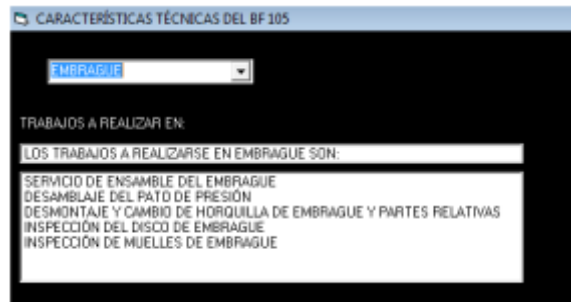 CARACTERÍSTICAS TÉCNICAS DEL BF 105
EMBRAGUE
TRABAJOS A REALIZAR EN:
LOS TRABAJOS A REALIZARSE EN EMBRAGUE SON:
SERVICIO DE ENSAMBLE DEL EMBRAGUE
DESAMBLAJE DEL PATO DE PRESIÓN
DESMONTAJE Y CAMBIO DE HORQUILLA DE EMBRAGUE Y PARTES RELATIVAS
INSPECCIÓN DEL DISCO DE EMBRAGUE
INSPECCIÓN DE MUELLES DE EMBRAGUE